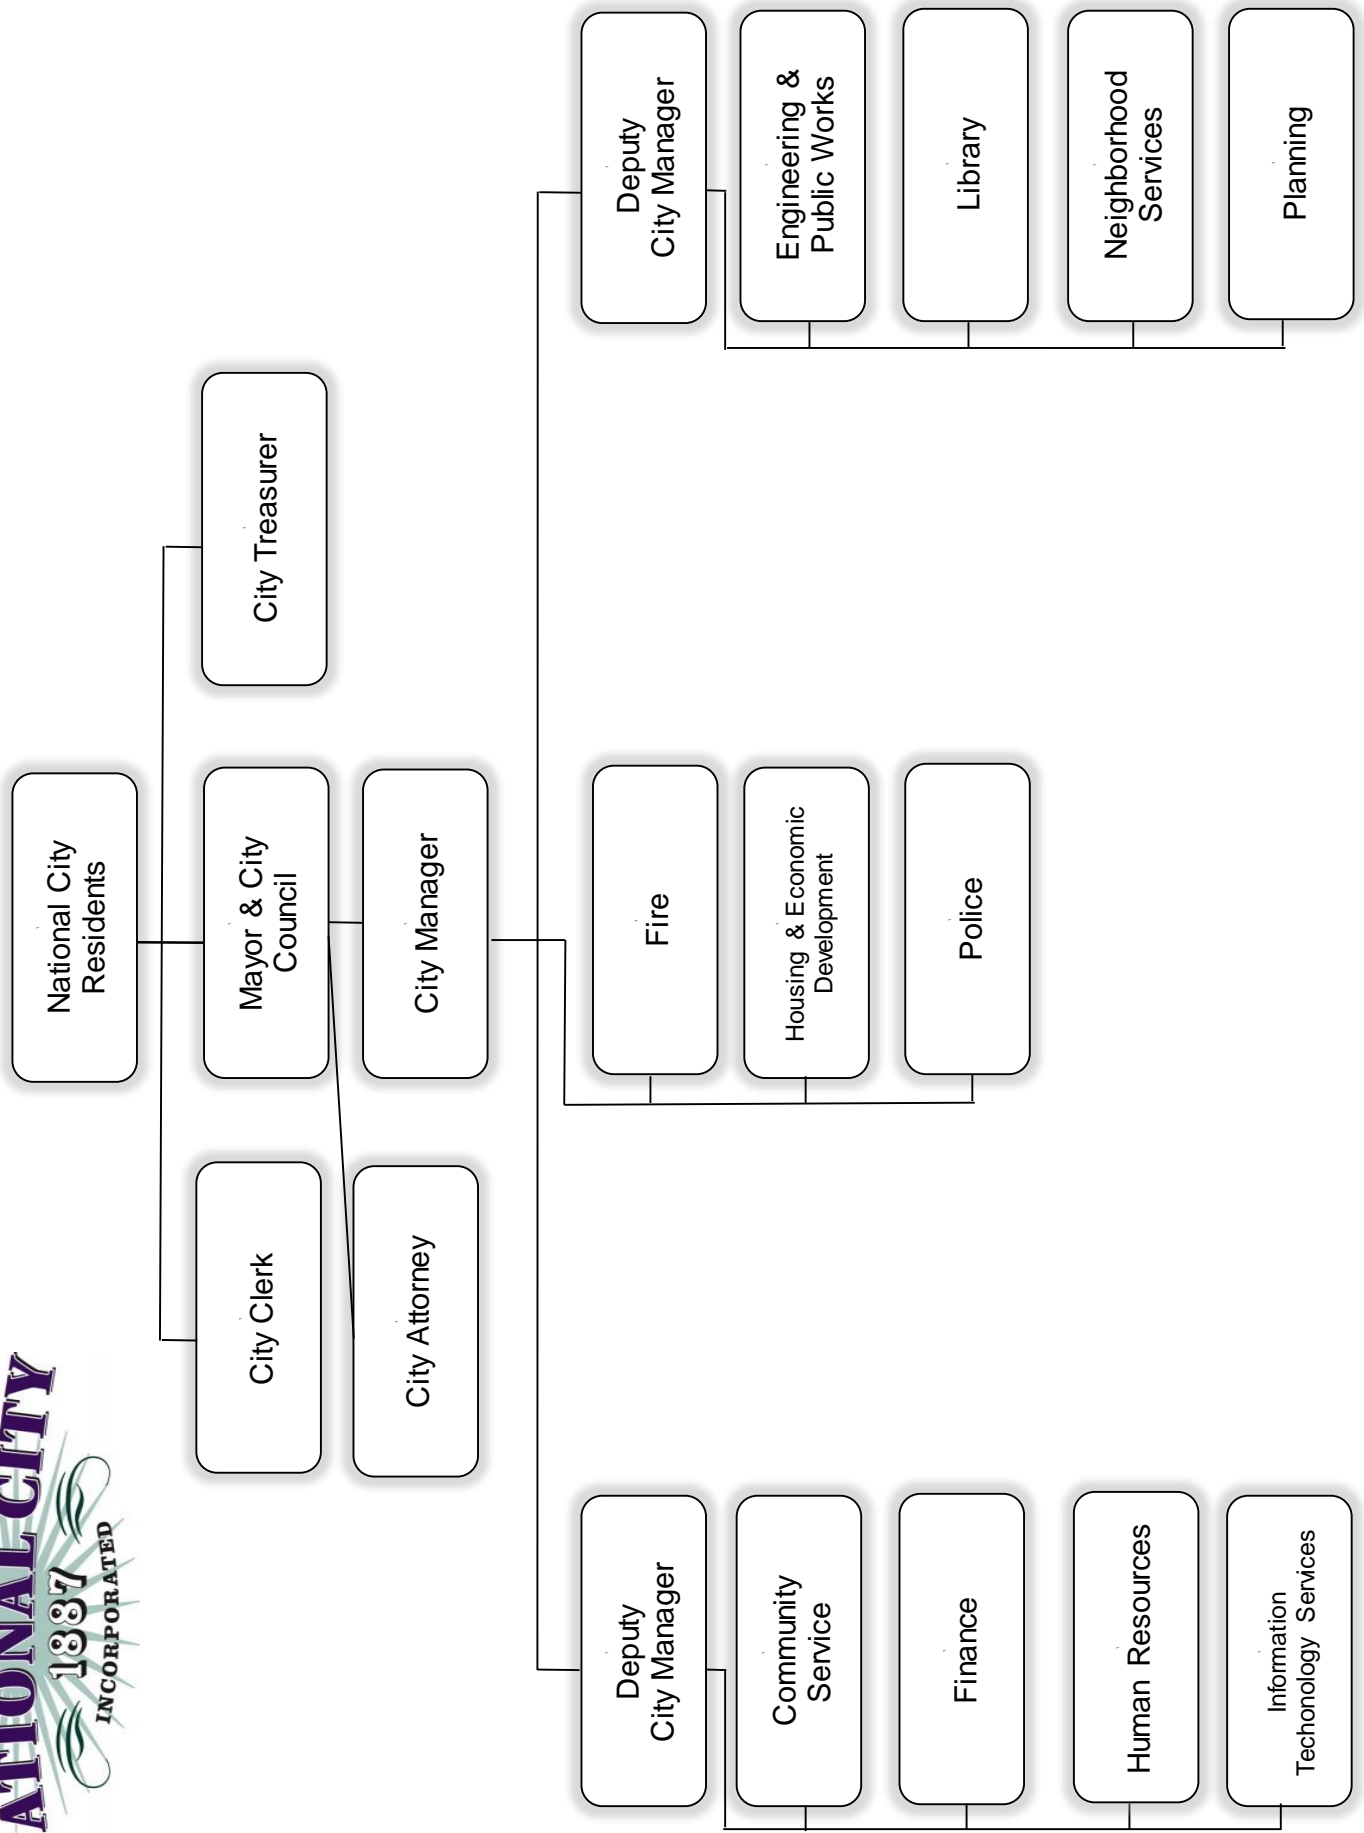 ATIONAL CITY
1887
INCORPORATED
National City
Residents
City Clerk
Mayor & City
Council
City Treasurer
City Attorney
City Manager
Deputy
City Manager
Community
Service
Finance
Human Resources
Information
Techonology Services
Fire
Housing & Economic
Development
Police
Deputy
City Manager
Engineering &
Public Works
Library
Neighborhood
Services
Planning